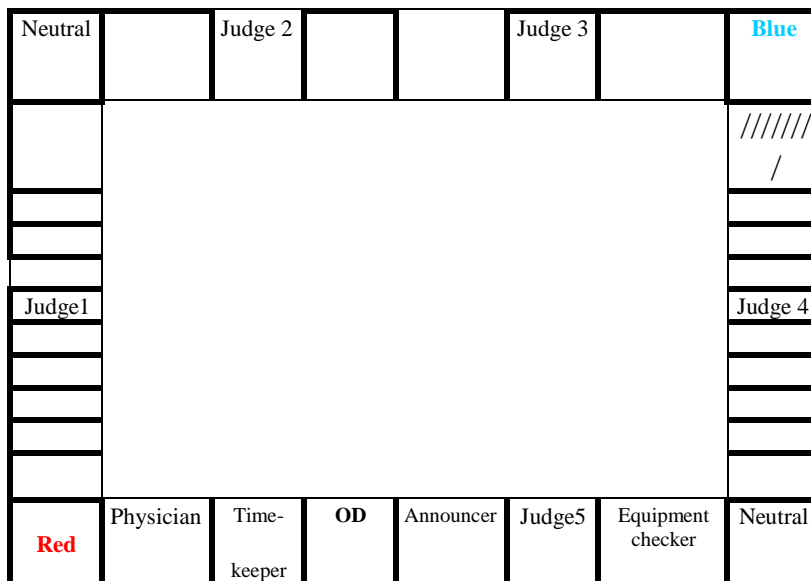 Neutral
Judge 2
Judge 3
Blue
///////
/
Judge1
Judge 4
Physician
Time-
keeper
OD
Announcer
Judge5
Equipment
checker
Neutral
Red